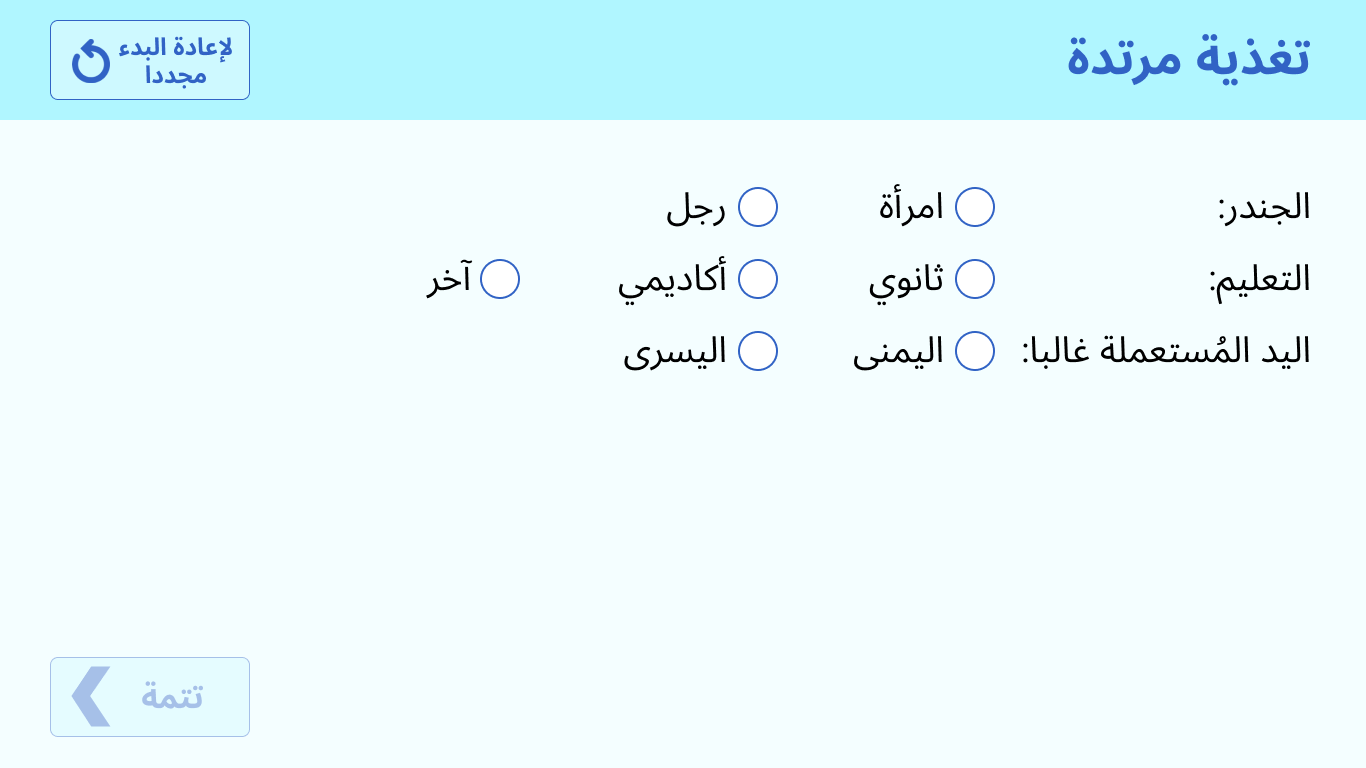 تغذية مرتدة
لإعادة البدء
مجددا
الجندر: امرأة رجل
التعليم: ثانوي أكاديمي آخر
اليد المُستعملة غالبا: اليمنى اليسرى
تتمة